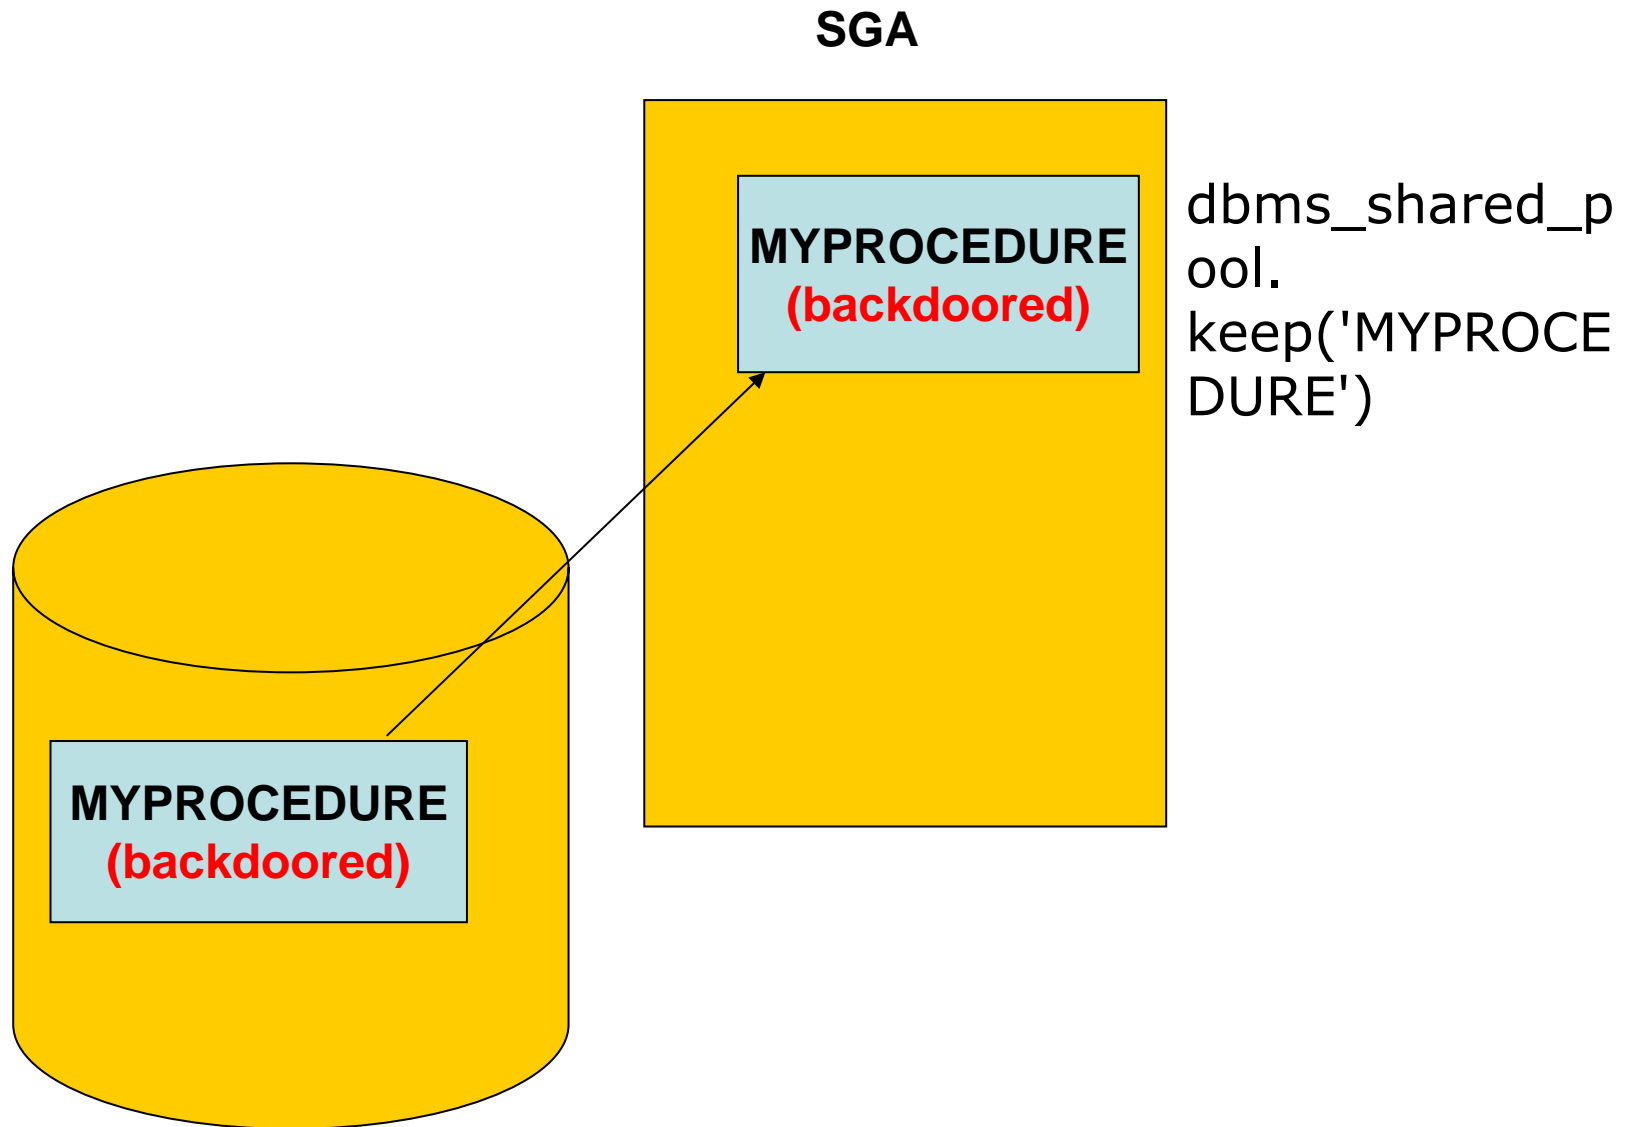 SGA
MYPROCEDURE
(backdoored)
dbms_shared_p
ool.
keep('MYPROCE
DURE')
MYPROCEDURE
(backdoored)